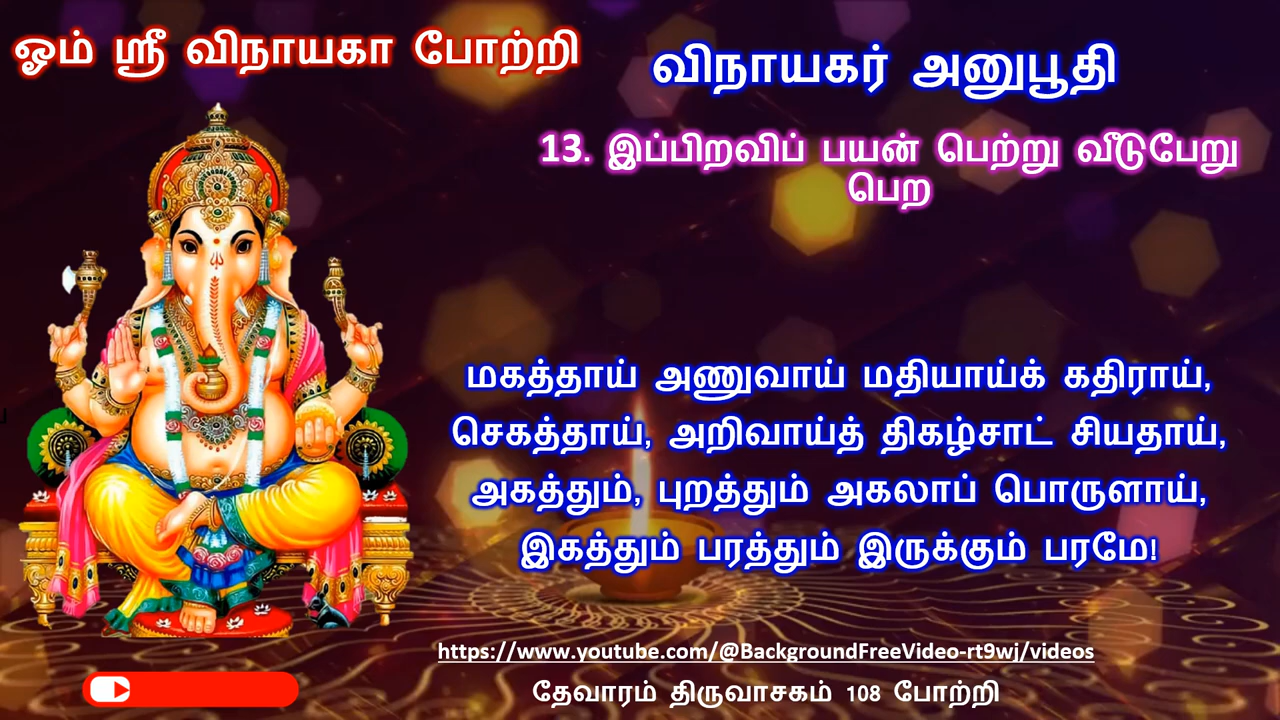 ஓம் ஸ்ரீ விநாயகா போற்றி
விநாயகர் அனுபூதி
13. இப்பிறவிப் பயன் பெற்று வீடுபேறு
பெற
மகத்தாய் அணுவாய் மதியாய்க் கதிராய்,
செகத்தாய், அறிவாய்த் திகழ்சாட் சியதாய்,
அகத்தும், புறத்தும் அகலாப் பொருளாய்,
இகத்தும் பரத்தும் இருக்கும் பரமே!
https://www.youtube.com/@BackgroundFreeVideo-rt9wj/videos
தேவாரம் திருவாசகம் 108 போற்றி